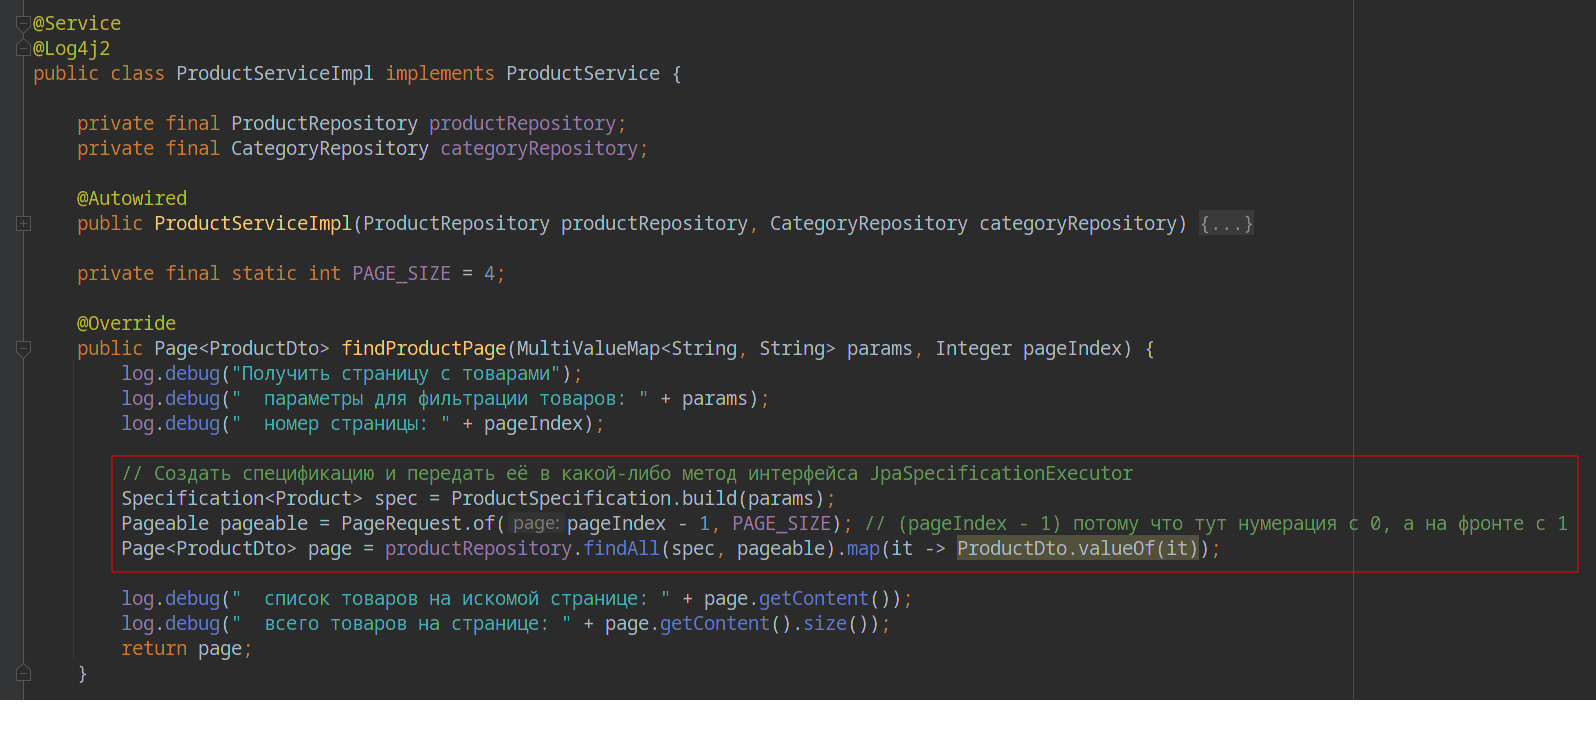 @Service
@Log4j2
public class ProductServiceImpl implements ProductService {
private final ProductRepository productRepository;
private final CategoryRepository categoryRepository;
@Autowired
public ProductServiceImpl(ProductRepository productRepository, CategoryRepository categoryRepository) {...}
private final static int PAGE_SIZE = 4;
@Override
public Page<ProductDto> findProductPage(MultiValueMap<String, String> params, Integer pageIndex) {
log.debug("Получить страницу с товарами");
log.debug("  параметры для фильтрации товаров: " + params);
log.debug("  номер страницы: " + pageIndex);
// Создать спецификацию и передать её в какой-либо метод интерфейса JpaSpecificationExecutor
Specification<Product> spec = ProductSpecification.build(params);
Pageable pageable = PageRequest.of( page: pageIndex - 1, PAGE_SIZE); // (pageIndex - 1) потому что тут нумерация с 0, а на фронте с 1
Page<ProductDto> page = productRepository.findAll(spec, pageable).map(it -> ProductDto.valueOf(it));
log.debug("  список товаров на искомой странице: " + page.getContent());
log.debug("  всего товаров на странице: " + page.getContent().size());
return page;
}